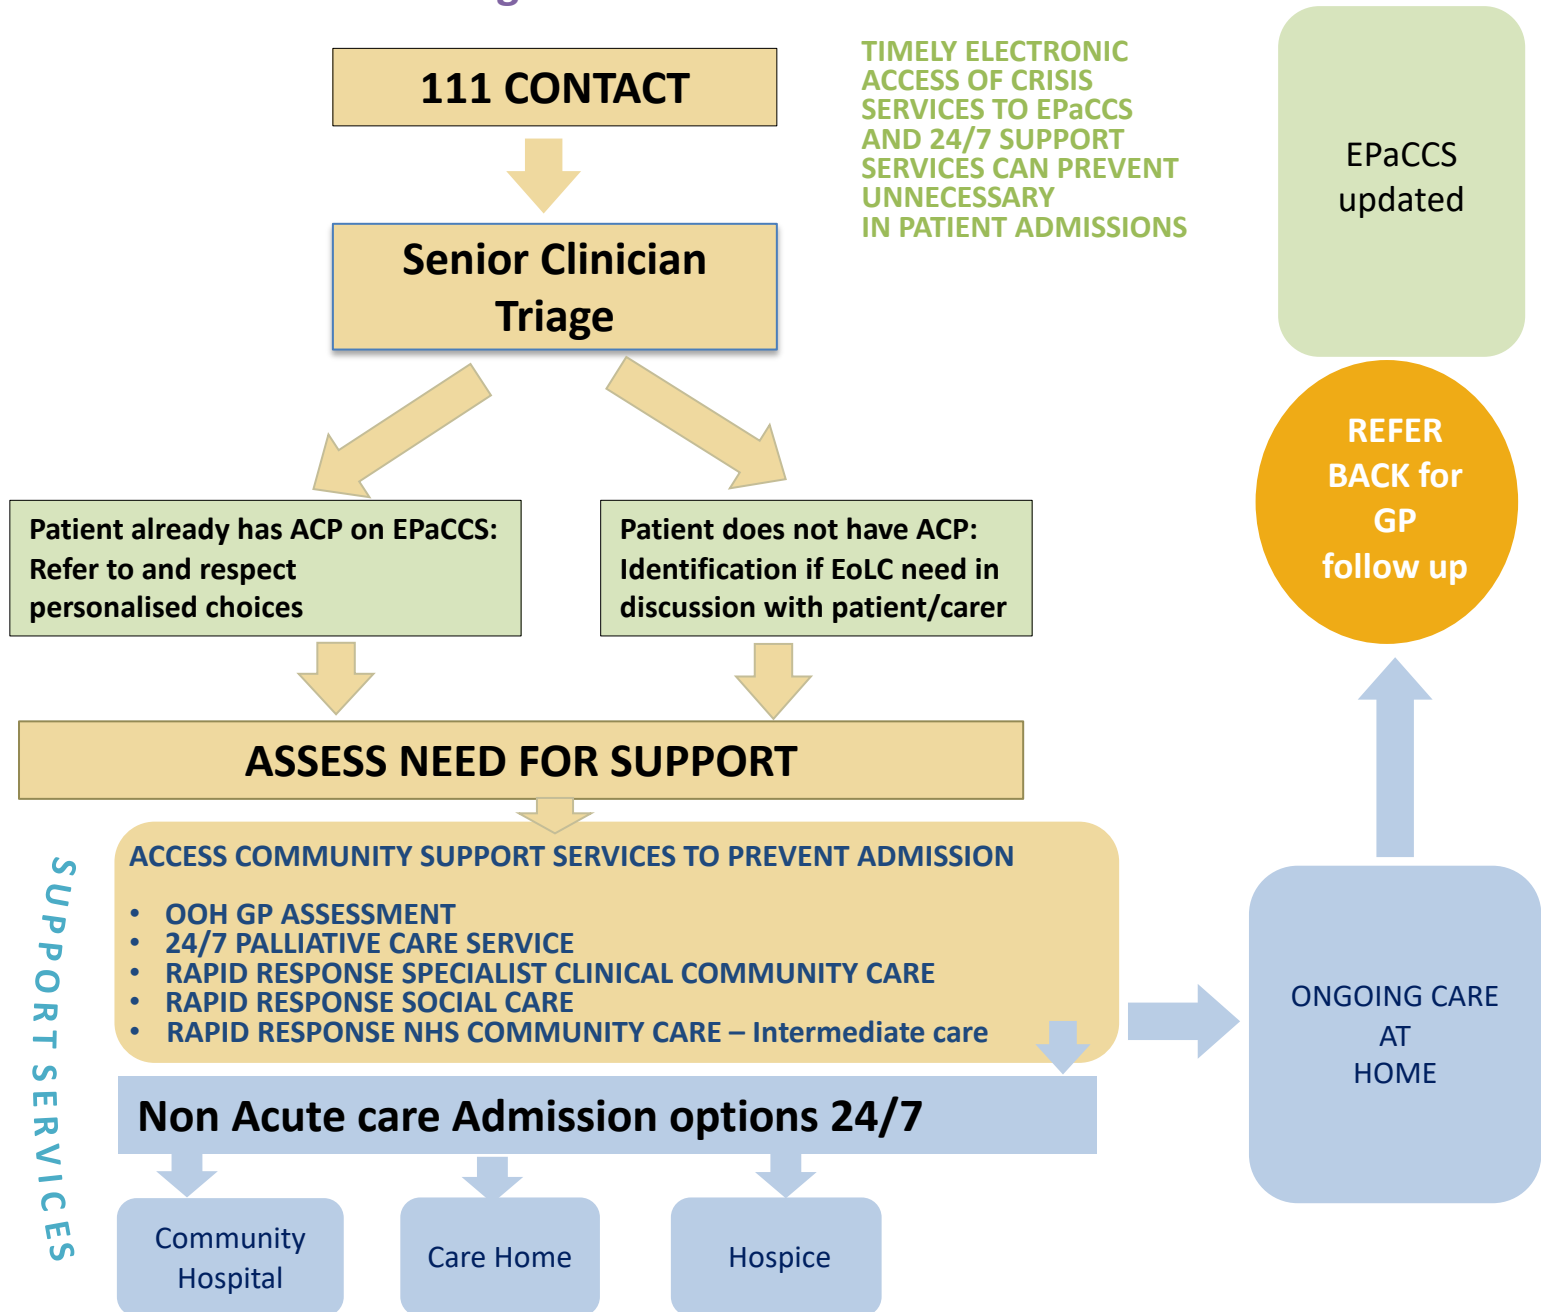 111 CONTACT
TIMELY ELECTRONIC
ACCESS OF CRISIS
SERVICES TO EPaCCS
AND 24/7 SUPPORT
SERVICES CAN PREVENT
UNNECESSARY
IN PATIENT ADMISSIONS
EPaCCS
updated
Senior Clinician
Triage
REFER
BACK for
GP
follow up
Patient already has ACP on EPaCCS:
Refer to and respect
personalised choices
Patient does not have ACP:
Identification if EoLC need in
discussion with patient/carer
ASSESS NEED FOR SUPPORT
SUPPORT SERVICES
ACCESS COMMUNITY SUPPORT SERVICES TO PREVENT ADMISSION
• OOH GP ASSESSMENT
• 24/7 PALLIATIVE CARE SERVICE
• RAPID RESPONSE SPECIALIST CLINICAL COMMUNITY CARE
• RAPID RESPONSE SOCIAL CARE
• RAPID RESPONSE NHS COMMUNITY CARE – Intermediate care
ONGOING CARE
AT
HOME
Non Acute care Admission options 24/7
Community
Hospital
Care Home
Hospice